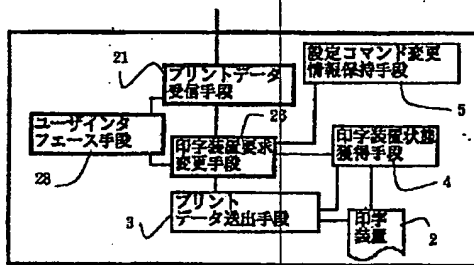 21
プリントデータ
受信手段
設定コマンド変更
情報保持手段
5
ユーザインタ
フェース手段
28
23
印字装置要求
変更手段
印字装置状態
獲得手段
4
プリント
データ送出手段
3
印字
装置
2